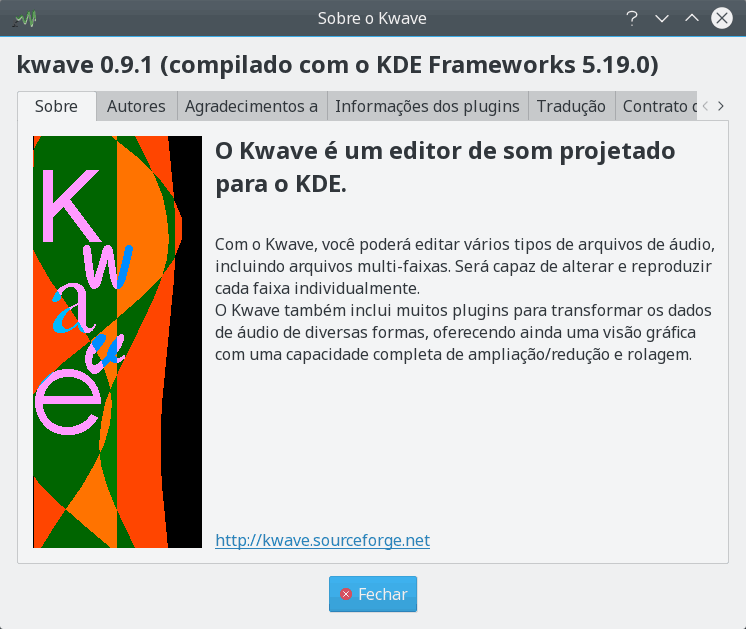 Sobre o Kwave
kwave 0.9.1 (compilado com o KDE Frameworks 5.19.0)
Sobre
Autores
Agradecimentos a
Informações dos plugins
Tradução
Contrato
Kwave
O Kwave é um editor de som projetado
para o KDE.
Com o Kwave, você poderá editar vários tipos de arquivos de áudio,
incluindo arquivos multi-faixas. Será capaz de alterar e reproduzir
cada faixa individualmente.
O Kwave também inclui muitos plugins para transformar os dados
de áudio de diversas formas, oferecendo ainda uma visão gráfica
com uma capacidade completa de ampliação/redução e rolagem.
http://kwave.sourceforge.net
Fechar